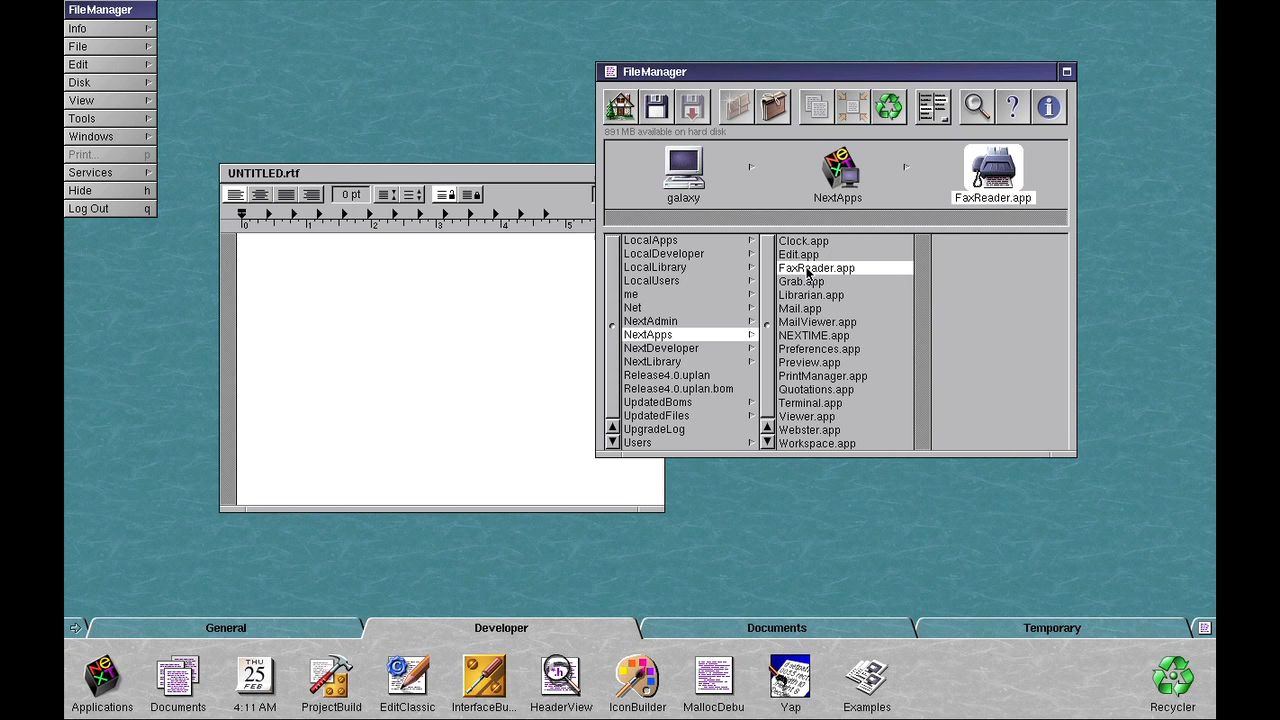 FileManager
Info
File
Edit
Disk
View
Tools
Windows
Print... p
Services
Hide h
Log Out q
UNTITLED.rtf
0 pt
0 1 2 3 4 5
FileManager
891 MB available on hard disk
galaxy NextApps FaxReader.app
LocalApps
LocalDeveloper
LocalLibrary
LocalUsers
me
Net
NextAdmin
NextApps
NextDeveloper
NextLibrary
Release4.0.uplan
Release4.0.uplan.bom
UpdatedBoms
UpdatedFiles
UpgradeLog
Users
Clock.app
Edit.app
FaxReader.app
Grab.app
Librarian.app
Mail.app
MailViewer.app
NEXTIME.app
Preferences.app
Preview.app
PrintManager.app
Quotations.app
Terminal.app
Viewer.app
Webster.app
Workspace.app
General Developer Documents Temporary
THU
25
FEB
Applications Documents 4:11 AM ProjectBuild EditClassic InterfaceBu... HeaderView IconBuilder MallocDebu Yap Examples Recycler